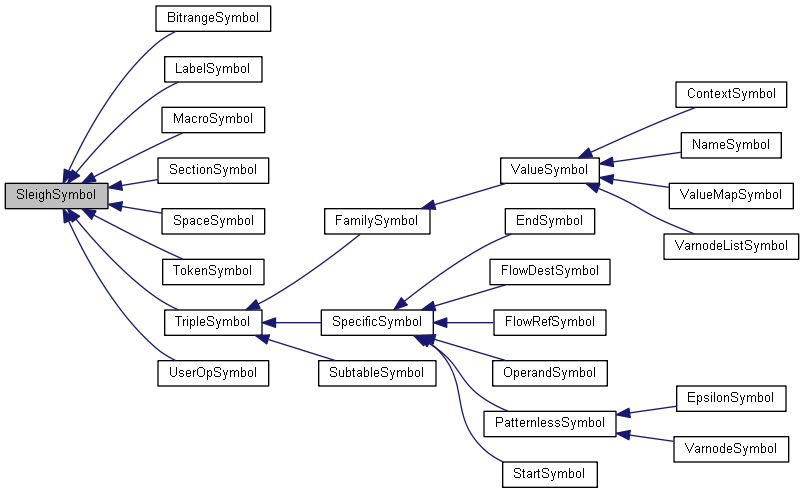 BitrangeSymbol
LabelSymbol
MacroSymbol
SectionSymbol
SleighSymbol
SpaceSymbol
TokenSymbol
TripleSymbol
UserOpSymbol
FamilySymbol
SpecificSymbol
SubtableSymbol
ValueSymbol
EndSymbol
FlowDestSymbol
FlowRefSymbol
OperandSymbol
PatternlessSymbol
StartSymbol
ContextSymbol
NameSymbol
ValueMapSymbol
VarnodeListSymbol
EpsilonSymbol
VarnodeSymbol